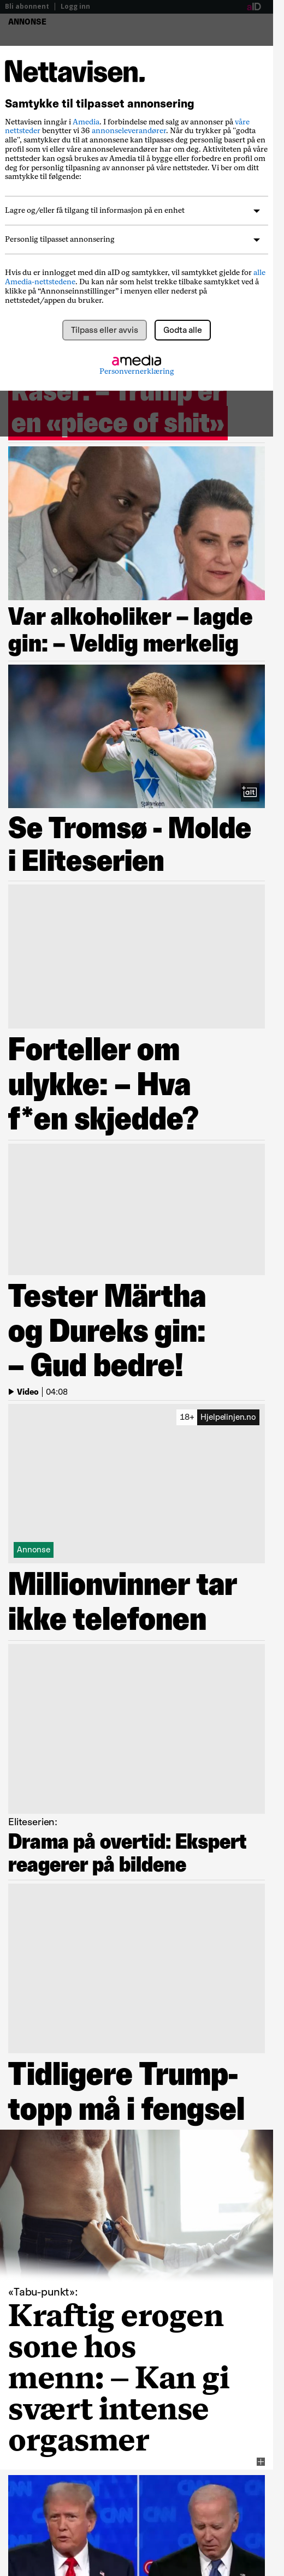 Bli abonnent | Logg inn
aID
ANNONSE
Nettavisen.
Samtykke til tilpasset annonsering
Nettavisen inngår i Amedia. I forbindelse med salg av annonser på våre
nettsteder benytter vi 36 annonseleverandører. Når du trykker på "godta
alle", samtykker du til at annonsene kan tilpasses deg personlig basert på en
profil som vi eller våre annonseleverandører har om deg. Aktiviteten på våre
nettsteder kan også brukes av Amedia til å bygge eller forbedre en profil om
deg for personlig tilpasning av annonser på våre nettsteder. Vi ber om ditt
samtykke til følgende:
Lagre og/eller få tilgang til informasjon på en enhet
Personlig tilpasset annonsering
Hvis du er innlogget med din aID og samtykker, vil samtykket gjelde for alle
Amedia-nettstedene. Du kan når som helst trekke tilbake samtykket ved å
klikke på "Annonseinnstillinger" i menyen eller nederst på
nettstedet/appen du bruker.
Tilpass eller avvis
Godta alle
amedia
Personvernerklæring
Raser: – Trump er
en «piece of shit»
Var alkoholiker – lagde
gin: – Veldig merkelig
+alt
Se Tromsø - Molde
i Eliteserien
Forteller om
ulykke: – Hva
f*en skjedde?
Tester Märtha
og Dureks gin:
– Gud bedre!
Video | 04:08
18+ Hjelpelinjen.no
Annonse
Millionvinner tar
ikke telefonen
Eliteserien:
Drama på overtid: Ekspert
reagerer på bildene
Tidligere Trump-
topp må i fengsel
«Tabu-punkt»:
Kraftig erogen
sone hos
menn: – Kan gi
svært intense
orgasmer
CNN